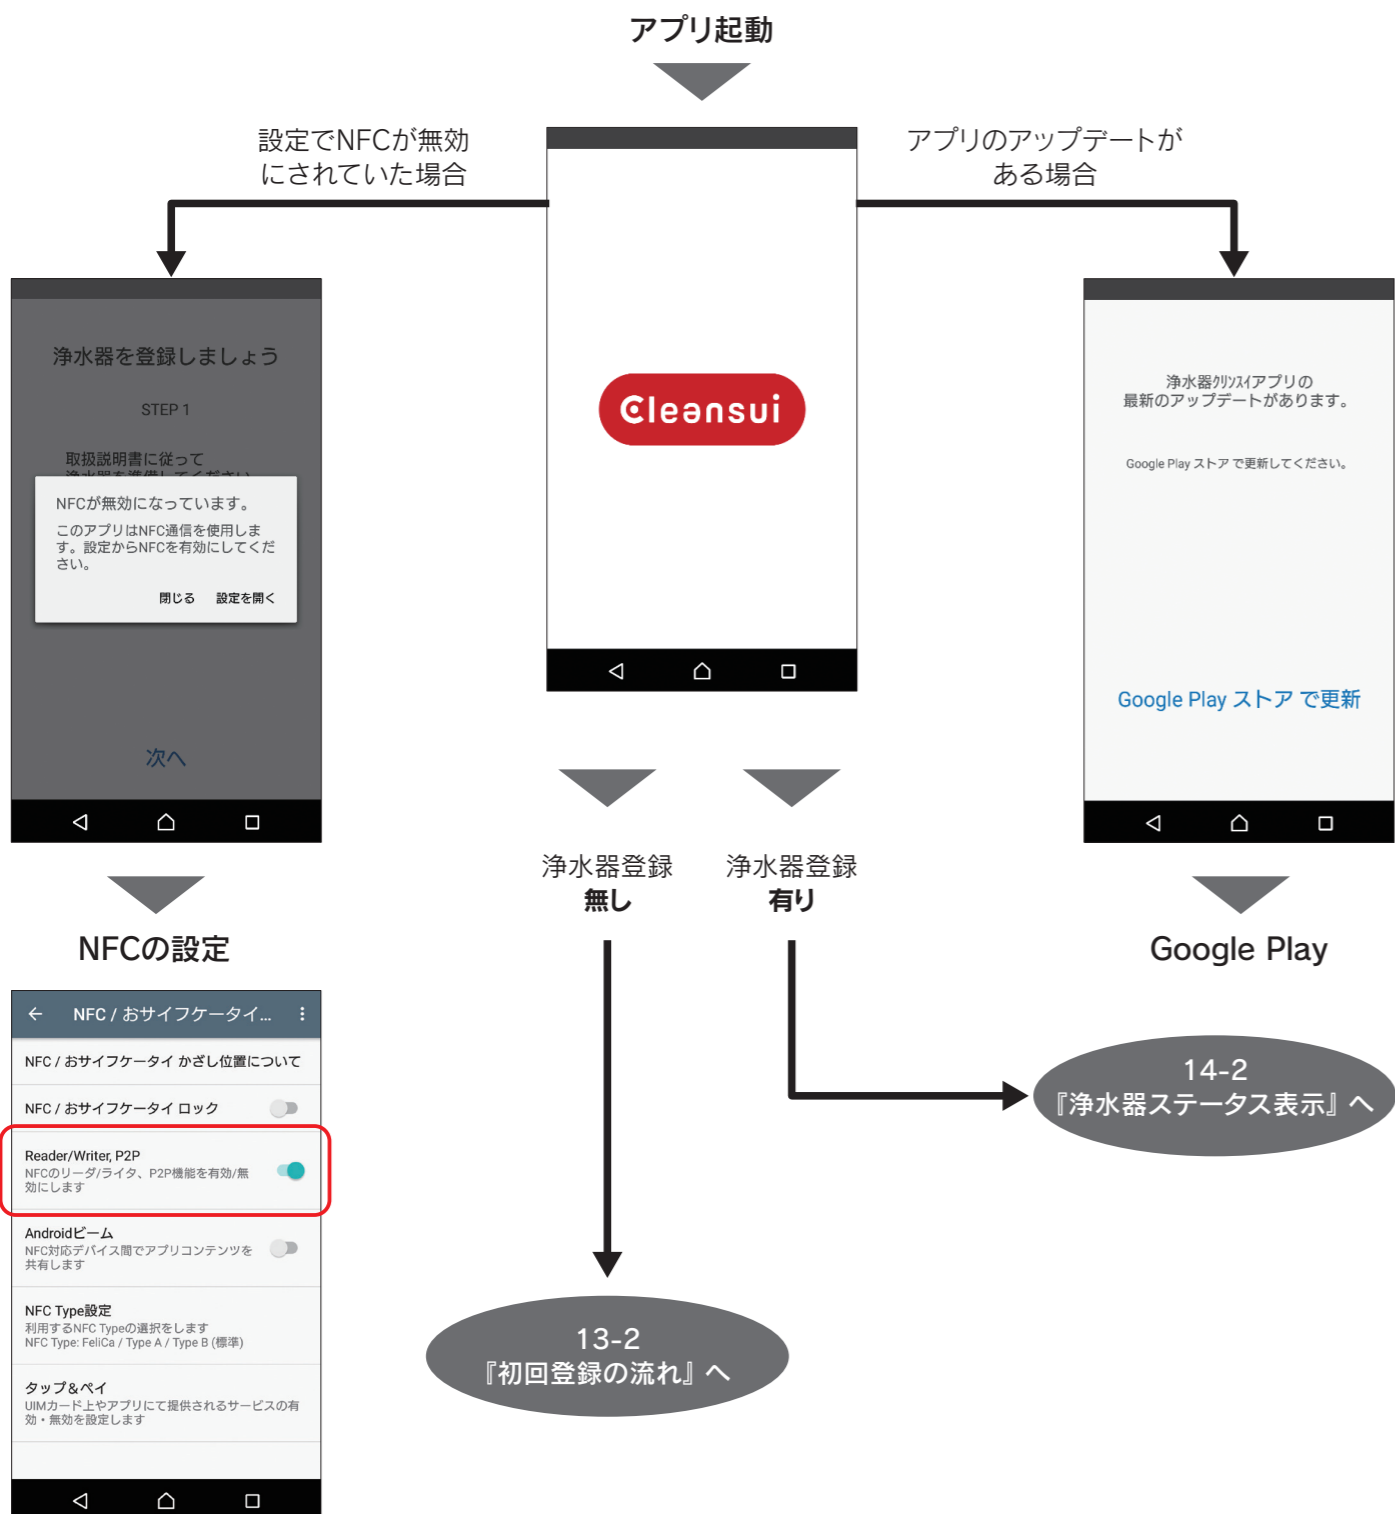 アプリ起動
設定でNFCが無効
にされていた場合
アプリのアップデートが
ある場合
Cleansui
浄水器を登録しましょう
STEP 1
取扱説明書に従って
浄水器を準備してください
NFCが無効になっています。
このアプリはNFC通信を使用しま
す。設定からNFCを有効にしてくだ
さい。
閉じる 設定を開く
次へ
浄水器ｸﾘﾝｽｲアプリの
最新のアップデートがあります。
Google Play ストア で更新してください。
Google Play ストア で更新
浄水器登録
無し
浄水器登録
有り
NFCの設定
Google Play
NFC / おサイフケータイ...
NFC / おサイフケータイ かざし位置について
NFC / おサイフケータイ ロック
Reader/Writer, P2P
NFCのリーダ/ライタ、P2P機能を有効/無
効にします
Androidビーム
NFC対応デバイス間でアプリコンテンツを
共有します
NFC Type設定
利用するNFC Typeの選択をします
NFC Type: FeliCa / Type A / Type B (標準)
タップ＆ペイ
UIMカード上やアプリにて提供されるサービスの有
効・無効を設定します
14-2
『浄水器ステータス表示』へ
13-2
『初回登録の流れ』へ